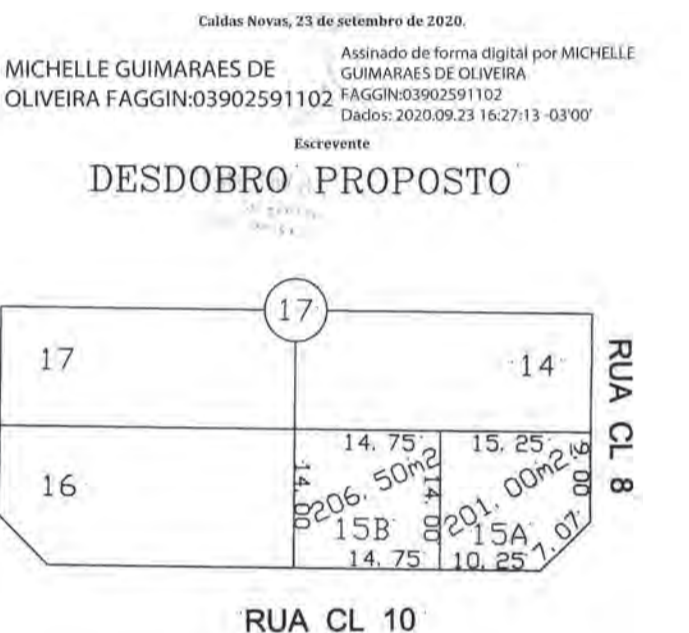 Caldas Novas, 23 de setembro de 2020.
MICHELLE GUIMARAES DE
OLIVEIRA FAGGIN:03902591102
Assinado de forma digital por MICHELLE
GUIMARAES DE OLIVEIRA
FAGGIN:03902591102
Dados: 2020.09.23 16:27:13 -03'00'
Escrevente
DESDOBRO PROPOSTO
17
17
14
RUA CL 8
14.75
15.25
9.00
16
14.00
206.50m2
14.00
201.00m2
15B
15A
7.07
14.75
10.25
RUA CL 10